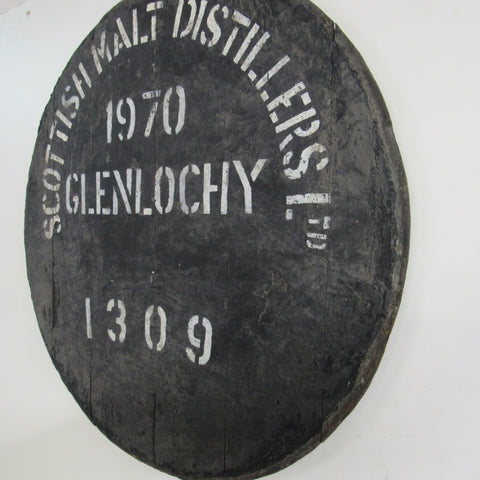 SCOTTISH MALT DISTILLERS LTD
1970
GLENLOCHY
1309